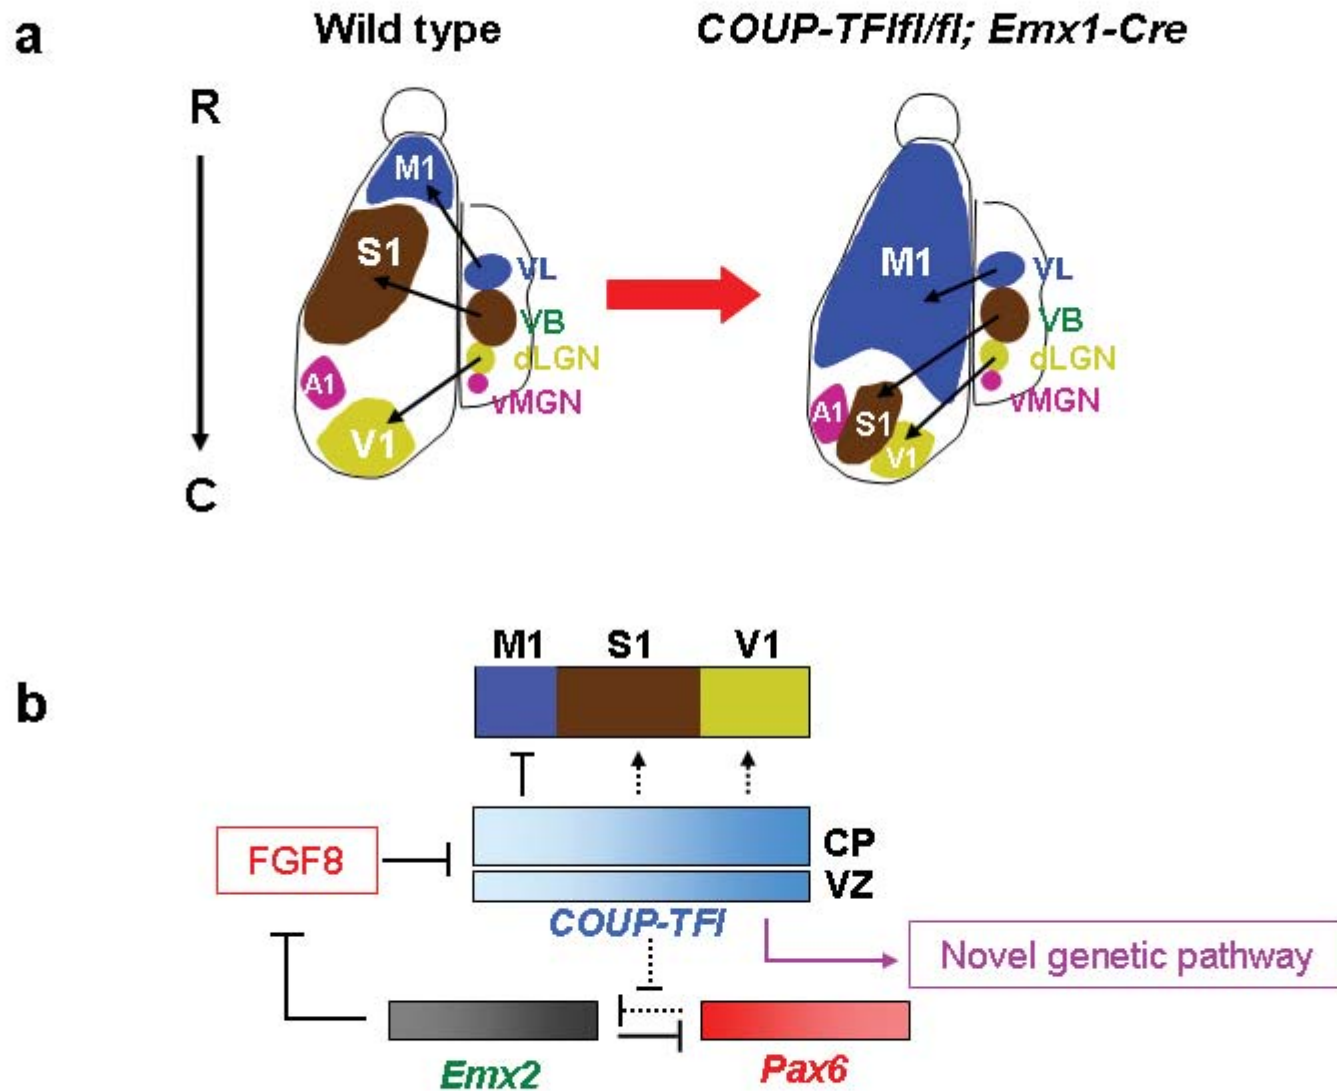 a
Wild type
COUP-TFIfl/fl; Emx1-Cre
R
C
M1
S1
A1
V1
VL
VB
dLGN
vMGN
M1
A1
S1
V1
VL
VB
dLGN
vMGN
b
M1 S1 V1
FGF8
CP
VZ
COUP-TFI
Novel genetic pathway
Emx2
Pax6